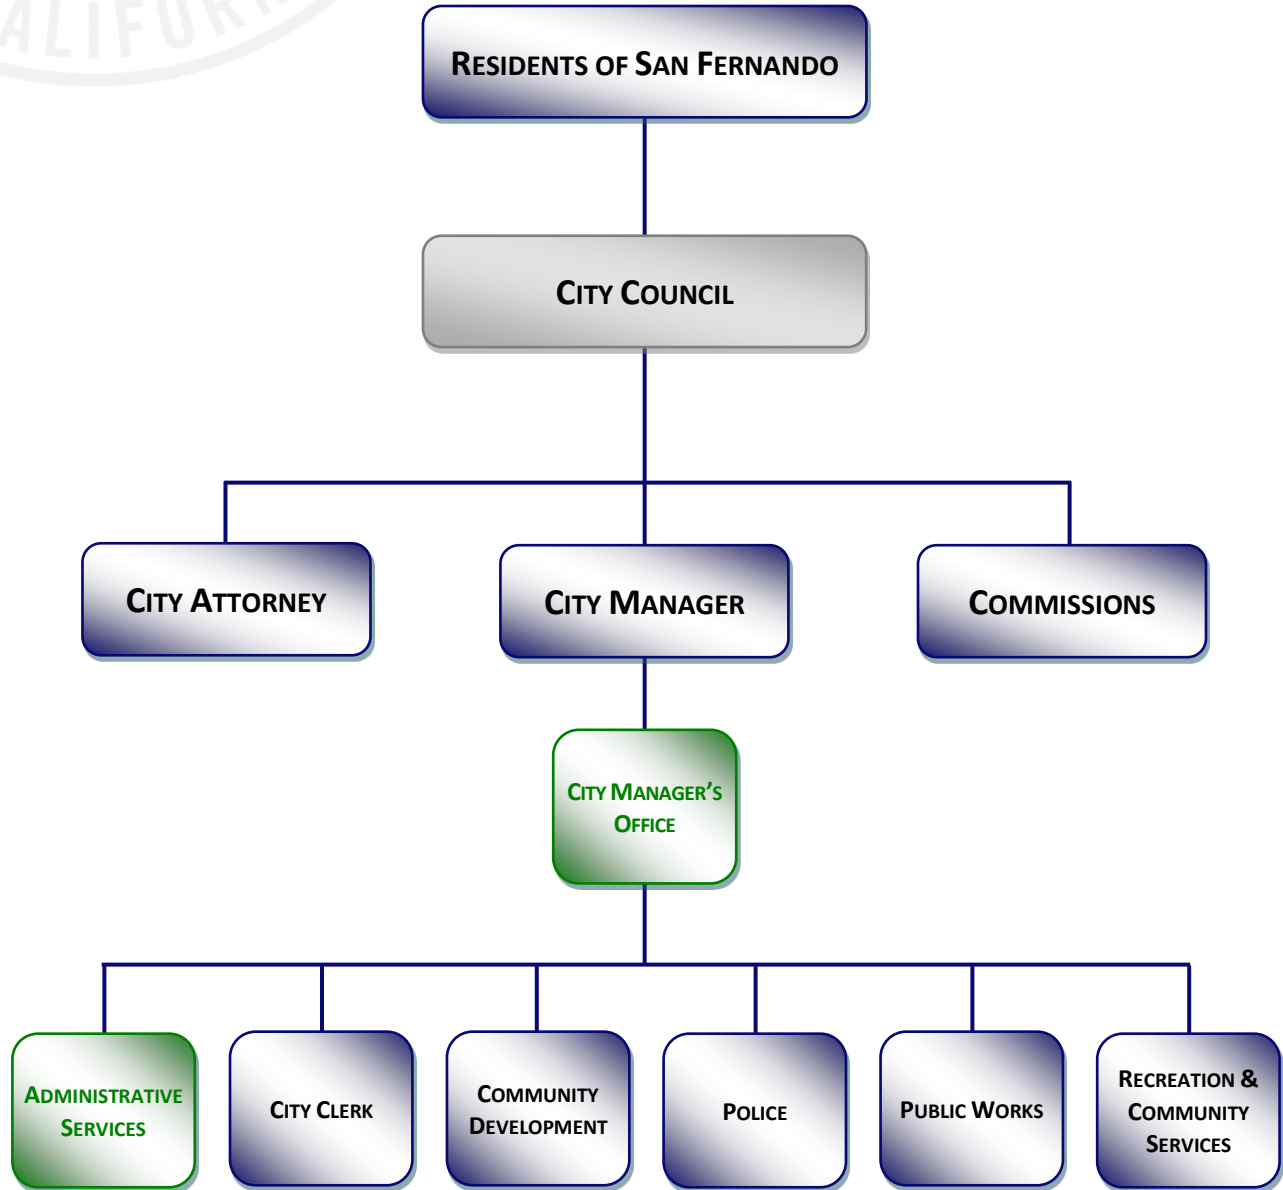 ALIFORN
RESIDENTS OF SAN FERNANDO
CITY COUNCIL
CITY ATTORNEY
CITY MANAGER
COMMISSIONS
CITY MANAGER'S
OFFICE
ADMINISTRATIVE
SERVICES
CITY CLERK
COMMUNITY
DEVELOPMENT
POLICE
PUBLIC WORKS
RECREATION &
COMMUNITY
SERVICES